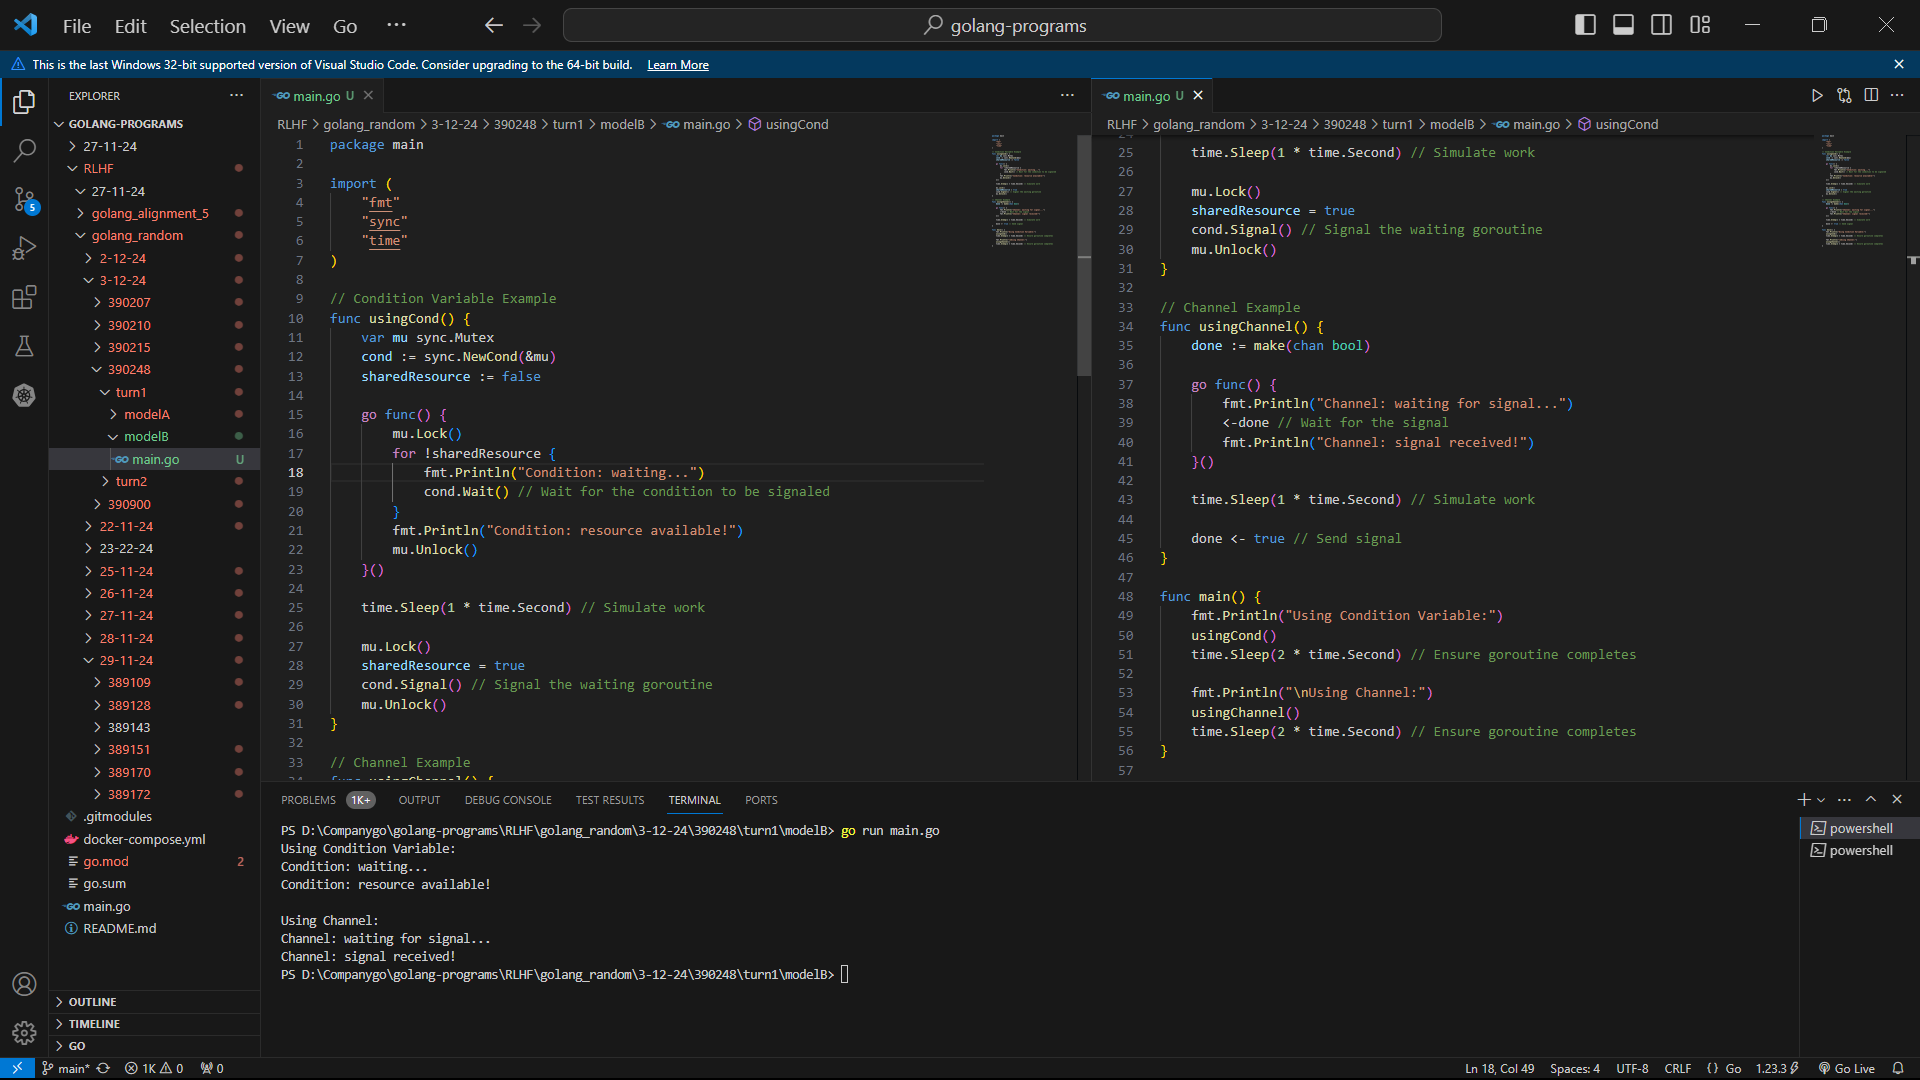 File Edit Selection View Go ··· golang-programs
This is the last Windows 32-bit supported version of Visual Studio Code. Consider upgrading to the 64-bit build. Learn More
EXPLORER
GOLANG-PROGRAMS
27-11-24
RLHF
27-11-24
golang_alignment_5
golang_random
2-12-24
3-12-24
390207
390210
390215
390248
turn1
modelA
modelB
main.go U
turn2
390900
22-11-24
23-22-24
25-11-24
26-11-24
27-11-24
28-11-24
29-11-24
389109
389128
389143
389151
389170
389172
.gitmodules
docker-compose.yml
go.mod 2
go.sum
main.go
README.md
OUTLINE
TIMELINE
GO
5
main.go U
RLHF > golang_random > 3-12-24 > 390248 > turn1 > modelB > main.go > usingCond
1 package main
2
3 import (
4 "fmt"
5 "sync"
6 "time"
7 )
8
9 // Condition Variable Example
10 func usingCond() {
11 var mu sync.Mutex
12 cond := sync.NewCond(&mu)
13 sharedResource := false
14
15 go func() {
16 mu.Lock()
17 for !sharedResource {
18 fmt.Println("Condition: waiting...")
19 cond.Wait() // Wait for the condition to be signaled
20 }
21 fmt.Println("Condition: resource available!")
22 mu.Unlock()
23 }()
24
25 time.Sleep(1 * time.Second) // Simulate work
26
27 mu.Lock()
28 sharedResource = true
29 cond.Signal() // Signal the waiting goroutine
30 mu.Unlock()
31 }
32
33 // Channel Example
34 func usingChannel() {
main.go U
RLHF > golang_random > 3-12-24 > 390248 > turn1 > modelB > main.go > usingCond
24
25 time.Sleep(1 * time.Second) // Simulate work
26
27 mu.Lock()
28 sharedResource = true
29 cond.Signal() // Signal the waiting goroutine
30 mu.Unlock()
31 }
32
33 // Channel Example
34 func usingChannel() {
35 done := make(chan bool)
36
37 go func() {
38 fmt.Println("Channel: waiting for signal...")
39 <-done // Wait for the signal
40 fmt.Println("Channel: signal received!")
41 }()
42
43 time.Sleep(1 * time.Second) // Simulate work
44
45 done <- true // Send signal
46 }
47
48 func main() {
49 fmt.Println("Using Condition Variable:")
50 usingCond()
51 time.Sleep(2 * time.Second) // Ensure goroutine completes
52
53 fmt.Println("\nUsing Channel:")
54 usingChannel()
55 time.Sleep(2 * time.Second) // Ensure goroutine completes
56 }
57
PROBLEMS 1K+ OUTPUT DEBUG CONSOLE TEST RESULTS TERMINAL PORTS
PS D:\Companygo\golang-programs\RLHF\golang_random\3-12-24\390248\turn1\modelB> go run main.go
Using Condition Variable:
Condition: waiting...
Condition: resource available!
Using Channel:
Channel: waiting for signal...
Channel: signal received!
PS D:\Companygo\golang-programs\RLHF\golang_random\3-12-24\390248\turn1\modelB>
powershell
powershell
main* 1K 0 0 Ln 18, Col 49 Spaces: 4 UTF-8 CRLF {} Go 1.23.3 Go Live